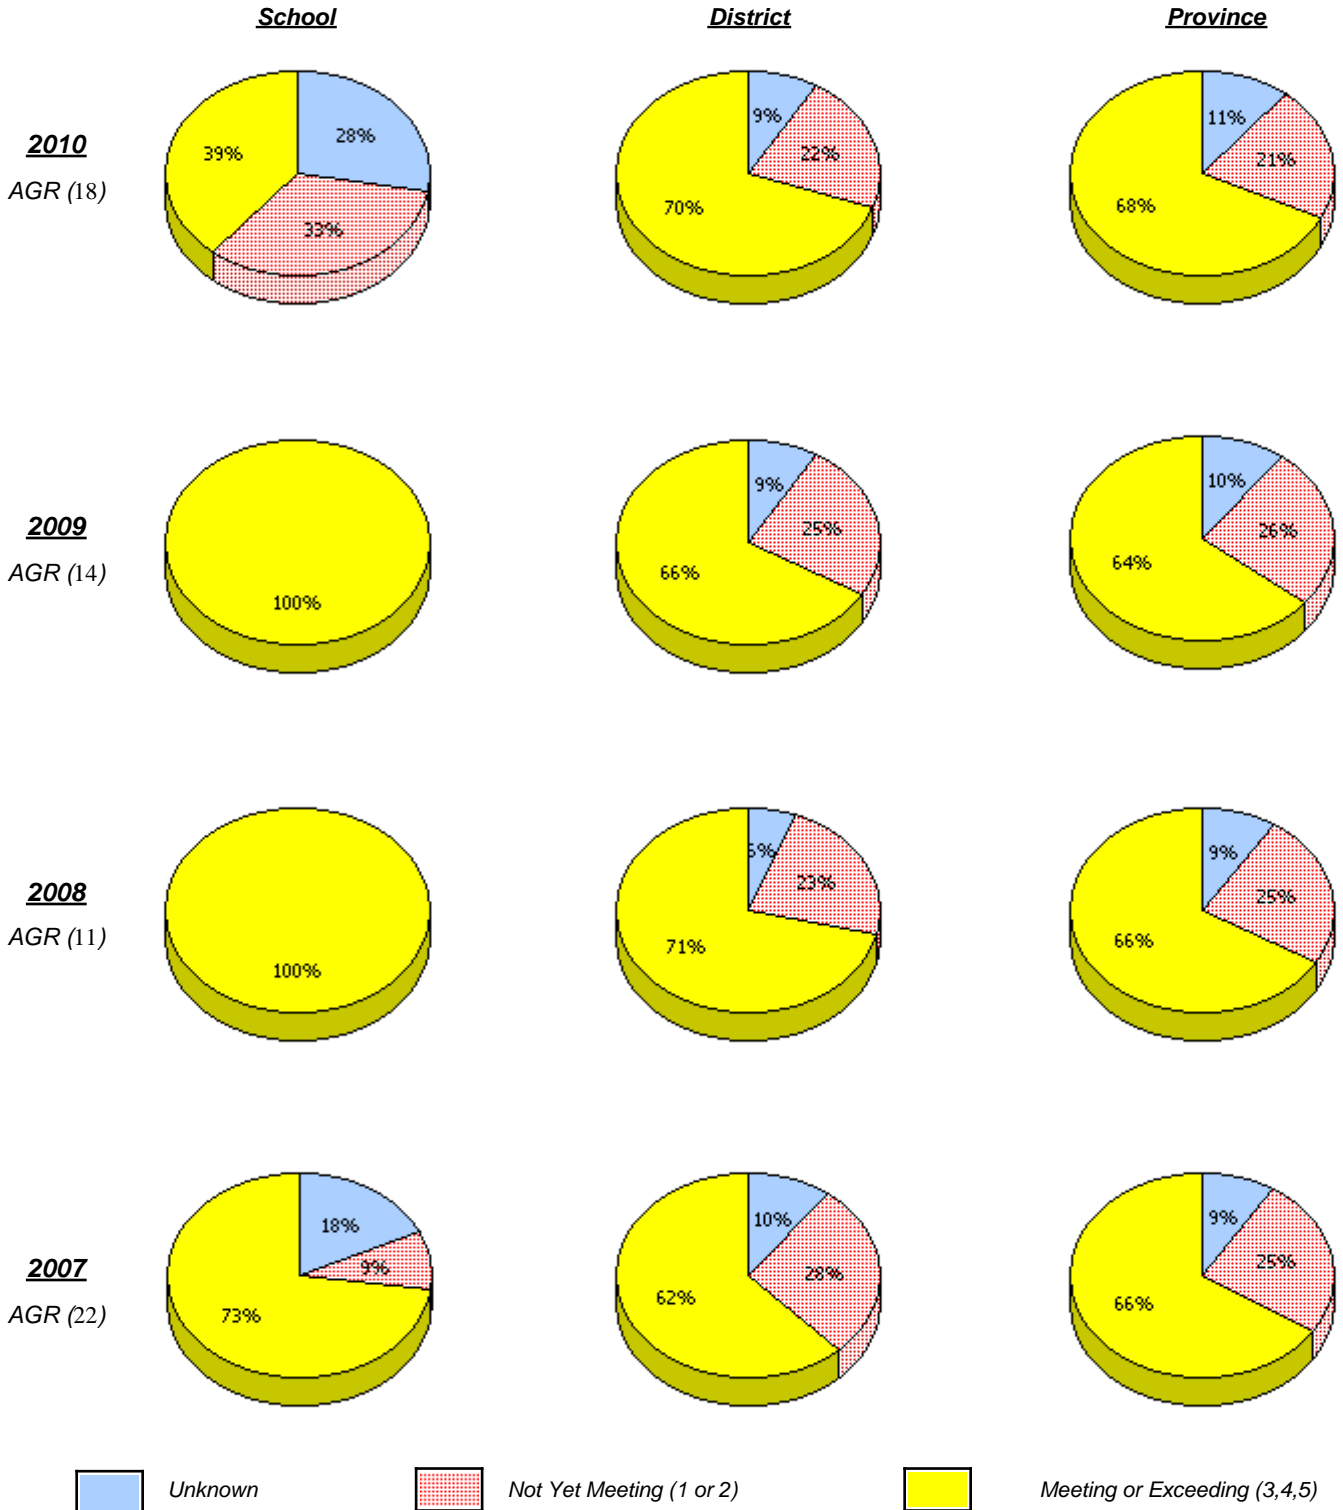 School District Province
2010
AGR (18)
39% 28% 33%
9% 22% 70%
11% 21% 68%
2009
AGR (14)
100%
9% 25% 66%
10% 26% 64%
2008
AGR (11)
100%
23% 71%
9% 25% 66%
2007
AGR (22)
18% 9% 73%
10% 28% 62%
9% 25% 66%
Unknown Not Yet Meeting (1 or 2) Meeting or Exceeding (3,4,5)